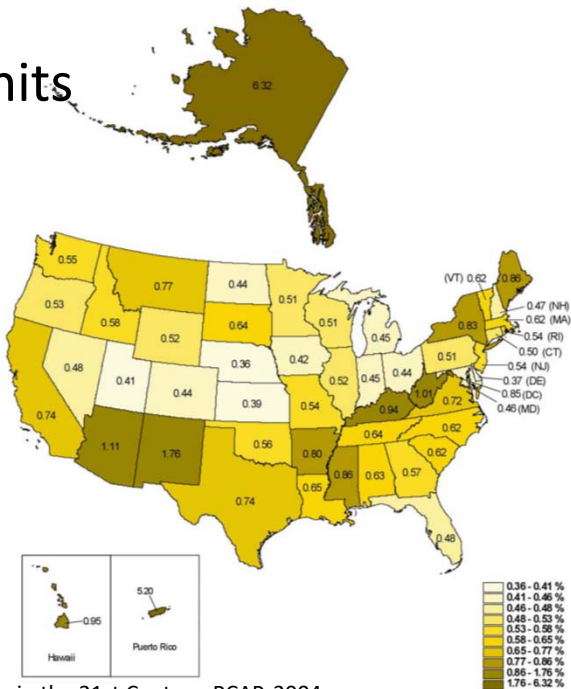 nits
6.32
0.55
0.77
0.44
0.51
(VT) 0.62
0.86
0.53
0.58
0.64
0.51
0.45
0.83
0.47 (NH)
0.62 (MA)
0.54 (RI)
0.50 (CT)
0.52
0.36
0.42
0.51
0.54 (NJ)
0.37 (DE)
0.85 (DC)
0.46 (MD)
0.48
0.41
0.44
0.39
0.52
0.45
0.44
1.01
0.72
0.74
0.54
0.94
1.11
1.76
0.56
0.80
0.64
0.62
0.62
0.74
0.65
0.86
0.63
0.57
0.48
0.95
Hawaii
5.20
Puerto Rico
0.36 - 0.41 %
0.41 - 0.46 %
0.46 - 0.48 %
0.48 - 0.53 %
0.53 - 0.58 %
0.58 - 0.65 %
0.65 - 0.77 %
0.77 - 0.86 %
0.86 - 1.76 %
1.76 - 6.32 %